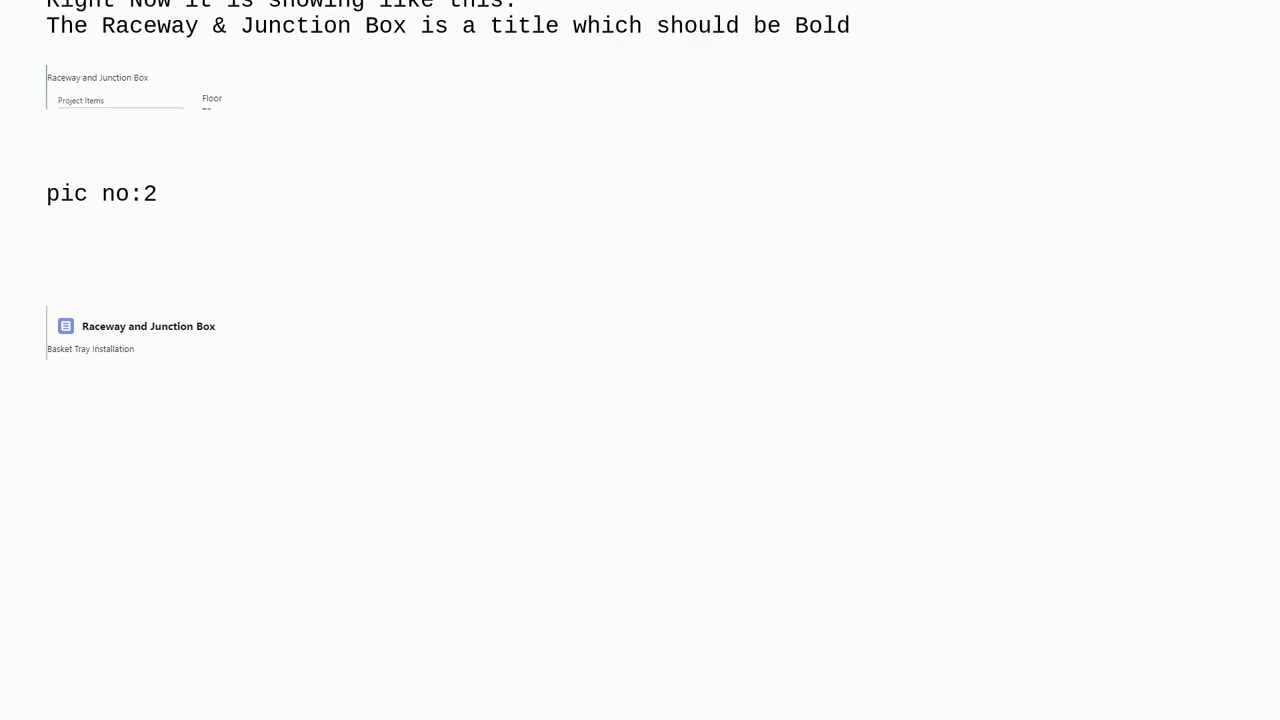 Right Now it is showing like this.
The Raceway & Junction Box is a title which should be Bold
Raceway and Junction Box
Project Items
Floor
pic no:2
Raceway and Junction Box
Basket Tray Installation